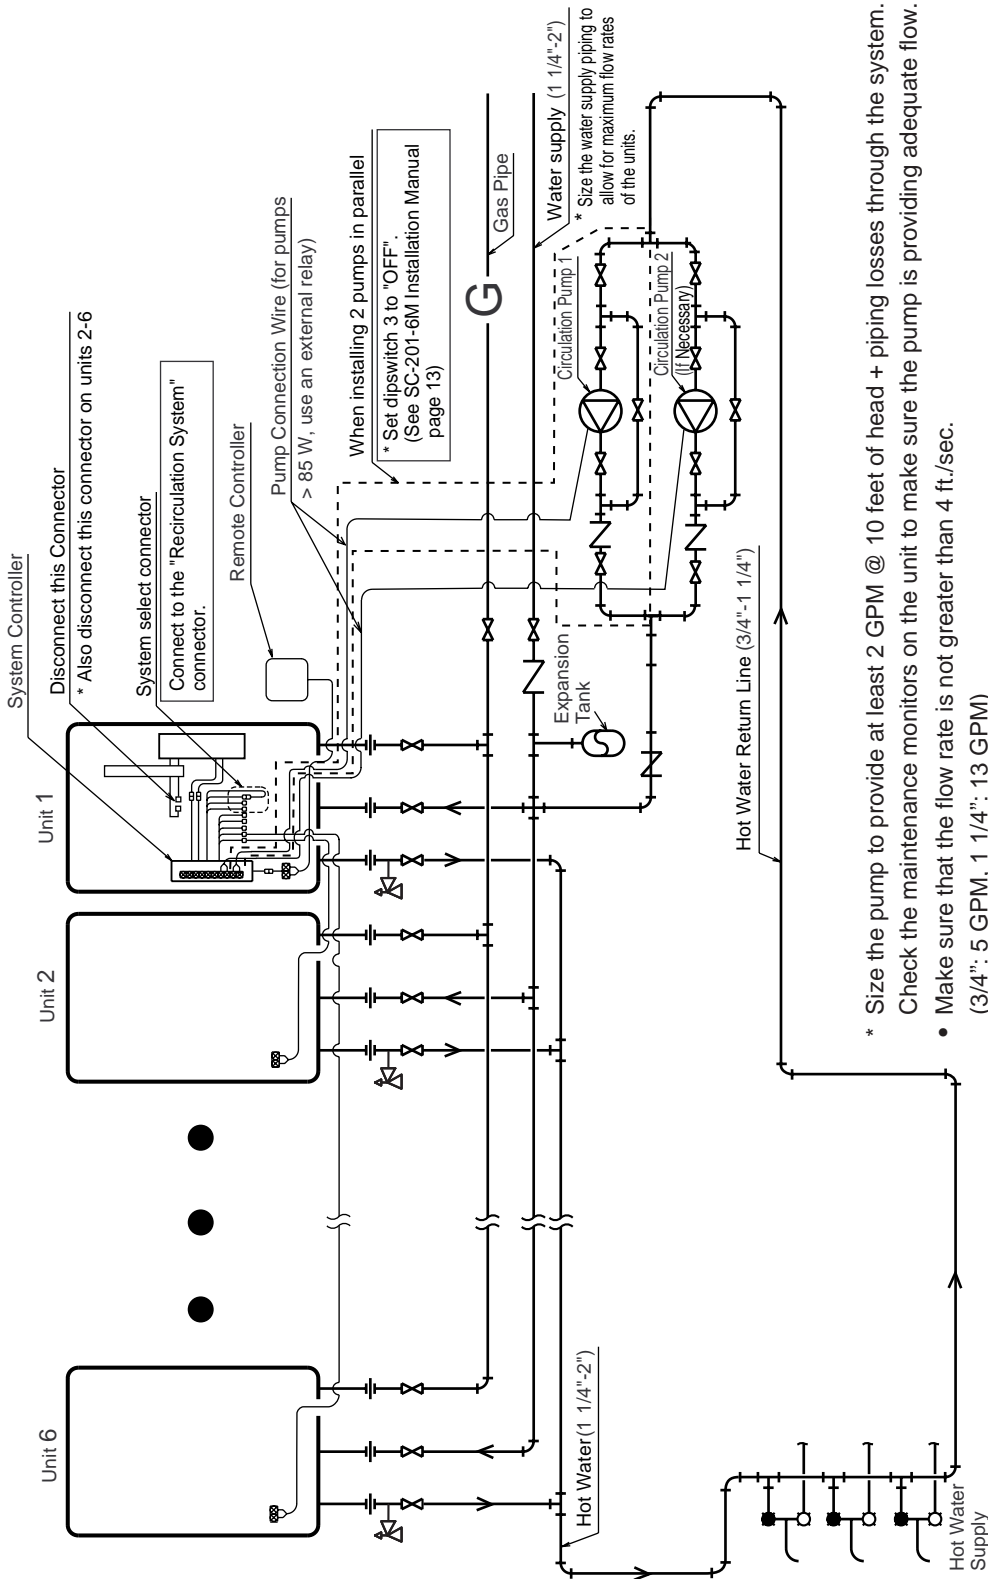 System Controller
Disconnect this Connector
* Also disconnect this connector on units 2-6
System select connector
Connect to the "Recirculation System"
connector.
Remote Controller
Pump Connection Wire (for pumps
> 85 W, use an external relay)
When installing 2 pumps in parallel
* Set dipswitch 3 to "OFF".
(See SC-201-6M Installation Manual
page 13)
G
Gas Pipe
Water supply (1 1/4"-2")
* Size the water supply piping to
allow for maximum flow rates
of the units.
Unit 6
Unit 2
Unit 1
Circulation Pump 1
Circulation Pump 2
(If Necessary)
Expansion
Tank
Hot Water (1 1/4"-2")
Hot Water Return Line (3/4"-1 1/4")
Hot Water
Supply
* Size the pump to provide at least 2 GPM @ 10 feet of head + piping losses through the system.
Check the maintenance monitors on the unit to make sure the pump is providing adequate flow.
• Make sure that the flow rate is not greater than 4 ft./sec.
(3/4”: 5 GPM, 1 1/4”: 13 GPM)